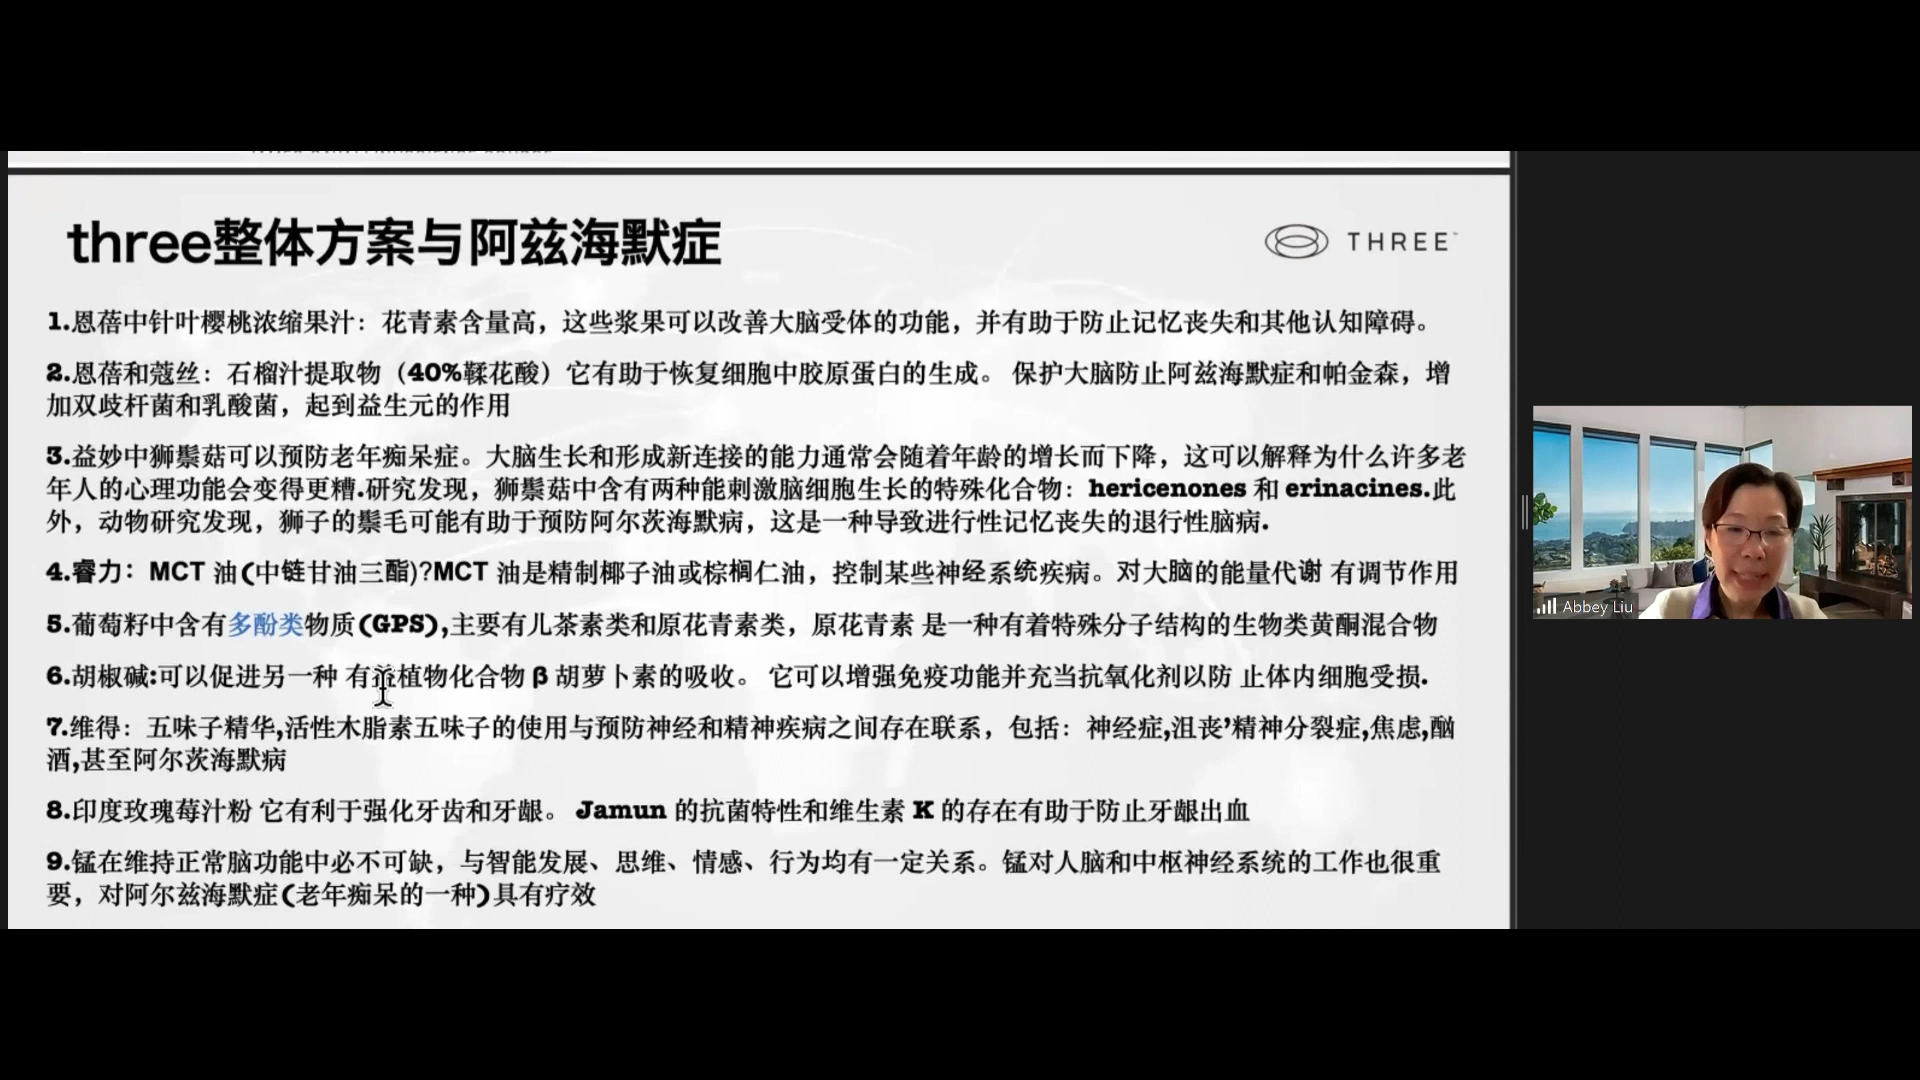 three整体方案与阿兹海默症
THREE
1.恩蓓中针叶樱桃浓缩果汁：花青素含量高，这些浆果可以改善大脑受体的功能，并有助于防止记忆丧失和其他认知障碍。
2.恩蓓和蔻丝：石榴汁提取物（40%鞣花酸）它有助于恢复细胞中胶原蛋白的生成。 保护大脑防止阿兹海默症和帕金森，增
加双歧杆菌和乳酸菌，起到益生元的作用
3.益妙中狮鬃菇可以预防老年痴呆症。大脑生长和形成新连接的能力通常会随着年龄的增长而下降，这可以解释为什么许多老
年人的心理功能会变得更糟.研究发现，狮鬃菇中含有两种能刺激脑细胞生长的特殊化合物：hericenones 和 erinacines.此
外，动物研究发现，狮子的鬃毛可能有助于预防阿尔茨海默病，这是一种导致进行性记忆丧失的退行性脑病.
4.睿力：MCT 油(中链甘油三酯)?MCT 油是精制椰子油或棕榈仁油，控制某些神经系统疾病。对大脑的能量代谢 有调节作用
5.葡萄籽中含有多酚类物质(GPS),主要有儿茶素类和原花青素类，原花青素 是一种有着特殊分子结构的生物类黄酮混合物
6.胡椒碱:可以促进另一种 有益植物化合物 β 胡萝卜素的吸收。 它可以增强免疫功能并充当抗氧化剂以防 止体内细胞受损.
7.维得：五味子精华,活性木脂素五味子的使用与预防神经和精神疾病之间存在联系，包括：神经症,沮丧’精神分裂症,焦虑,酗
酒,甚至阿尔茨海默病
8.印度玫瑰莓汁粉 它有利于强化牙齿和牙龈。 Jamun 的抗菌特性和维生素 K 的存在有助于防止牙龈出血
9.锰在维持正常脑功能中必不可缺，与智能发展、思维、情感、行为均有一定关系。锰对人脑和中枢神经系统的工作也很重
要，对阿尔兹海默症(老年痴呆的一种)具有疗效
Abbey Liu